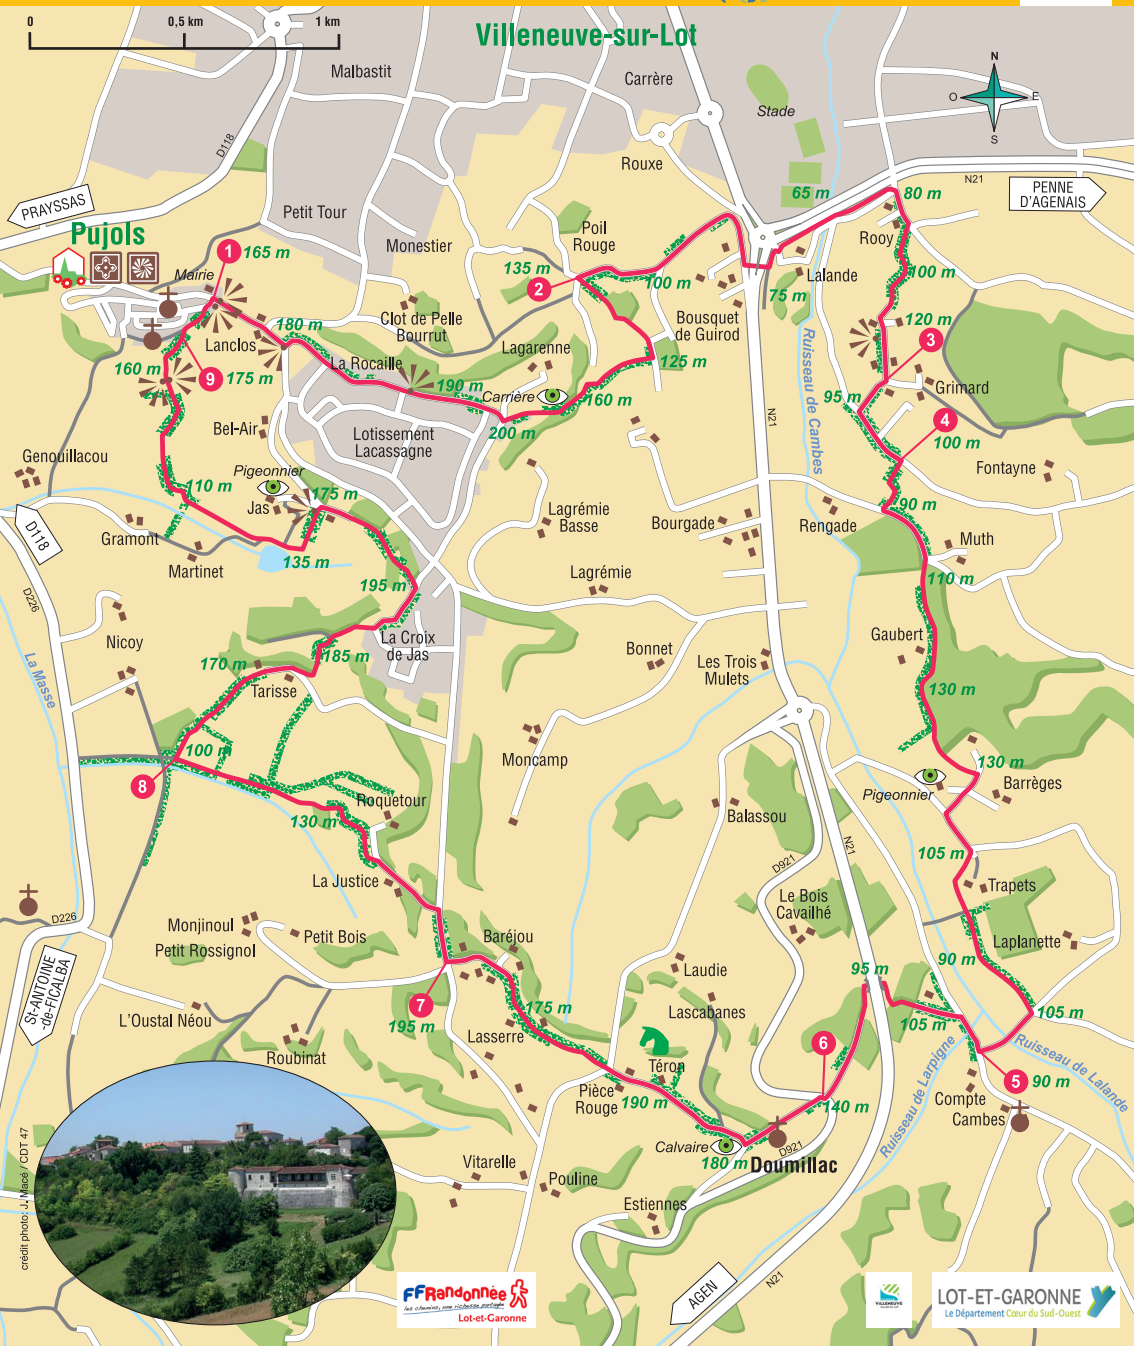 0
0,5 km
1 km
Villeneuve-sur-Lot
Malbastit
Carrère
Stade
N
O
E
S
D118
Rouxe
N21
PENNE
D'AGENAIS
PRAYSSAS
65 m
80 m
Petit Tour
Pujols
Monestier
Poil
Rouge
Rooy
1
165 m
Mairie
135 m
2
100 m
Lalande
75 m
100 m
Clot de Pelle
Bourrut
Bousquet
de Guirod
120 m
3
180 m
Lanclos
La Rocaille
Lagarenne
125 m
160 m
9
175 m
190 m
Carrière
160 m
95 m
Grimard
Ruisseau de Cambes
N21
4
100 m
200 m
Bel-Air
Lotissement
Lacassagne
Genouillacou
Pigeonnier
Fontayne
110 m
175 m
Jas
90 m
Lagrémie
Basse
Bourgade
Rengade
D118
Gramont
Martinet
135 m
Muth
195 m
Lagrémie
110 m
D226
Nicoy
La Croix
de Jas
Gaubert
Bonnet
Les Trois
Mulets
La Masse
170 m
185 m
Tarisse
130 m
100 m
Moncamp
8
130 m
Barrèges
Pigeonnier
Roquetour
130 m
Balassou
N21
105 m
D921
La Justice
Trapets
Le Bois
Cavailhé
D226
Monjinoul
Petit Rossignol
Petit Bois
Baréjou
Laplanette
90 m
95 m
Laudie
St-ANTOINE
-de-FICALBA
7
195 m
175 m
Lascabanes
105 m
105 m
L'Oustal Néou
Lasserre
6
Roubinat
Téron
Ruisseau de Larpigne
Ruisseau de Lalande
5
90 m
Pièce
Rouge
190 m
140 m
Compte
Cambes
Calvaire
D921
180 m
Doumillac
Vitarelle
Pouline
Estiennes
crédit photo: J. Macé / CDT 47
AGEN
N21
FFRandonnée
les chemins, une richesse partagée
Lot-et-Garonne
VILLENEUVE
LOT-ET-GARONNE
Le Département Cœur du Sud-Ouest